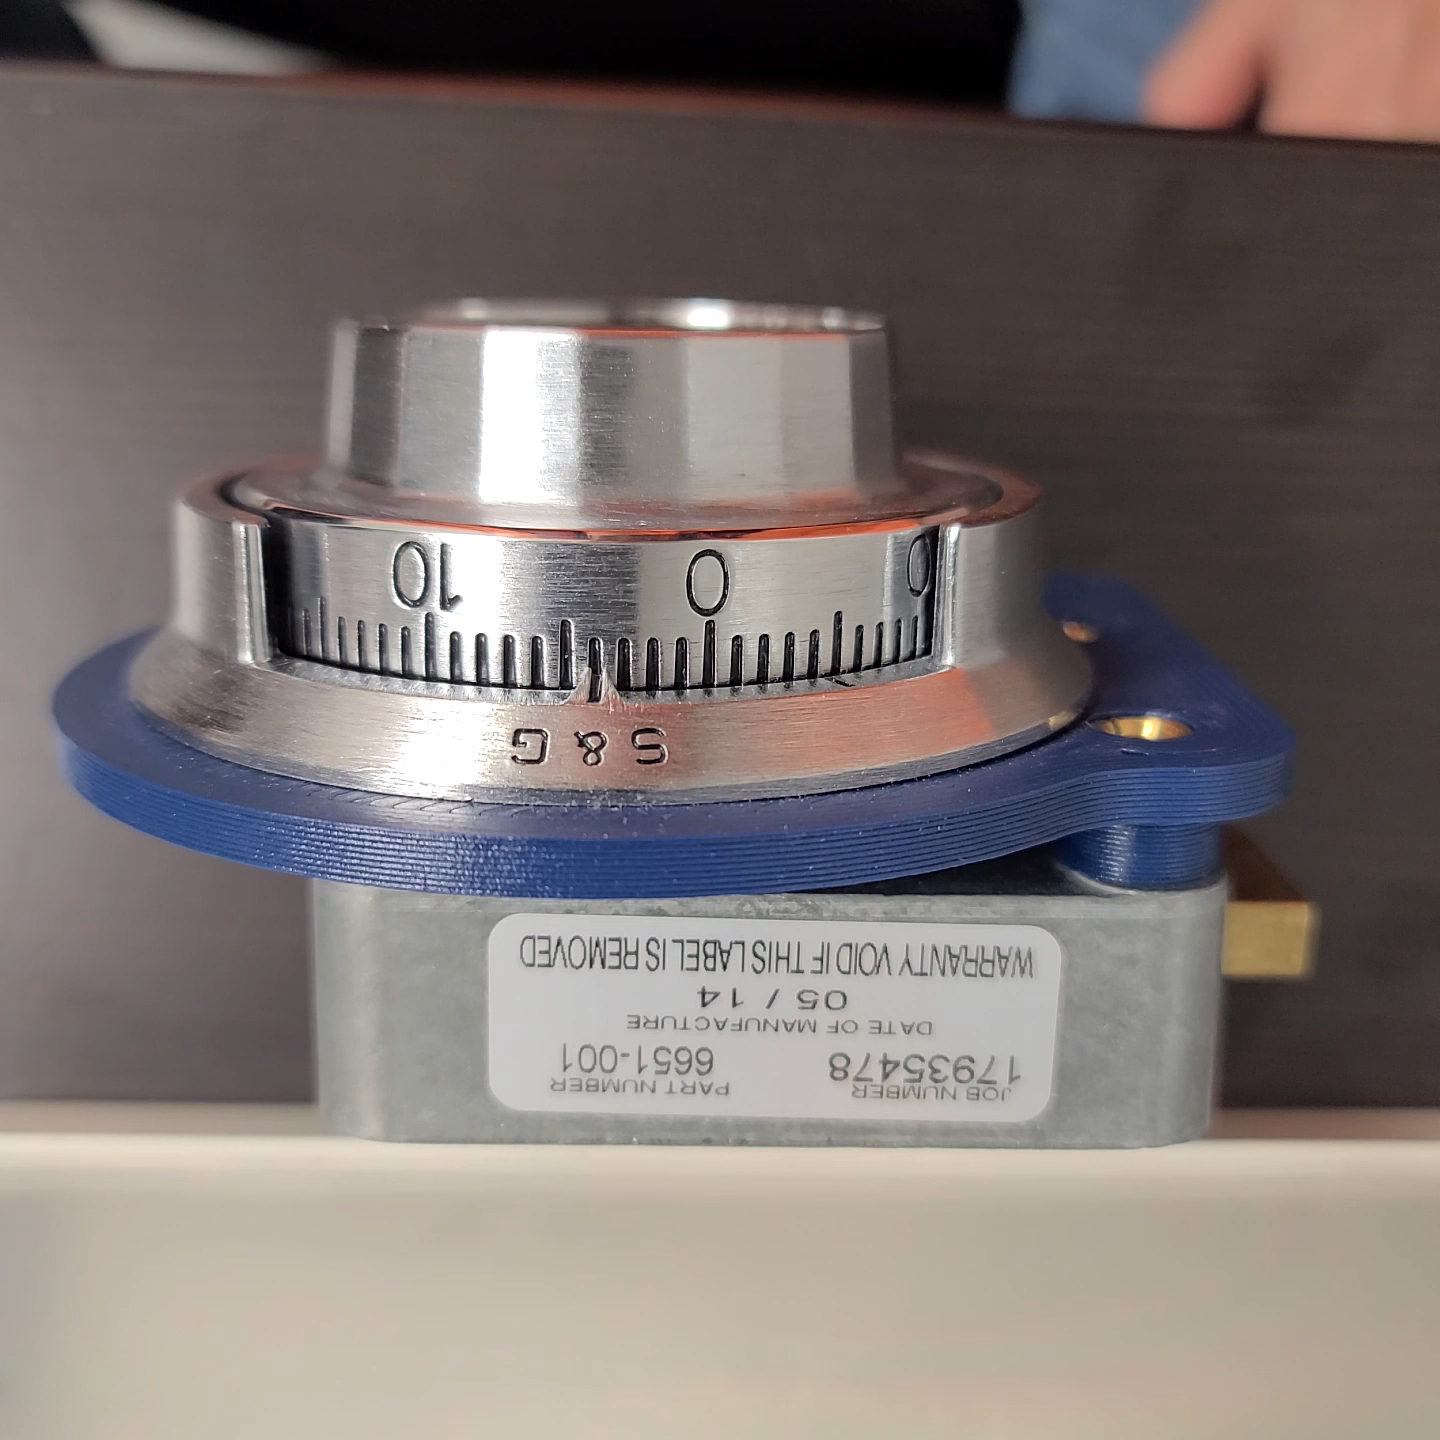 JOB NUMBER PART NUMBER
17935478 6651-001
DATE OF MANUFACTURE
05 / 14
WARRANTY VOID IF THIS LABEL IS REMOVED
S & G
0 0 10